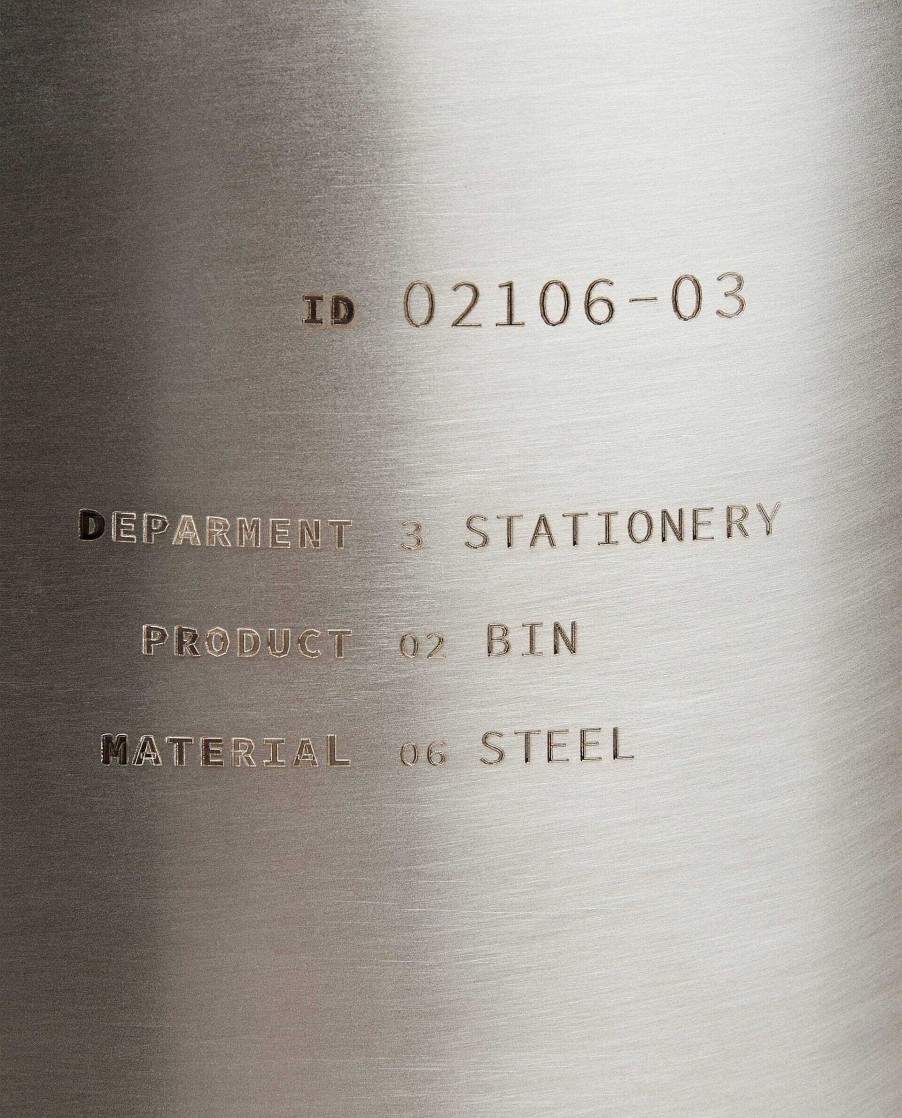 ID 02106-03
DEPARMENT 3 STATIONERY
PRODUCT 02 BIN
MATERIAL 06 STEEL